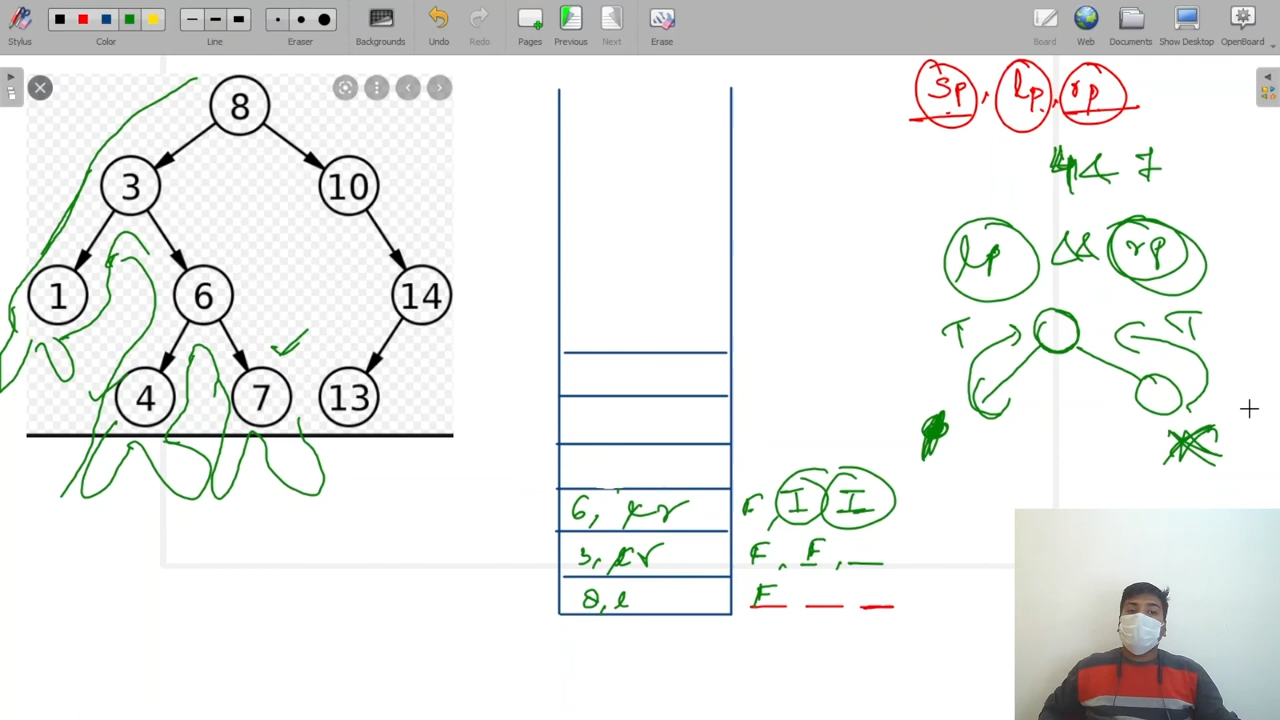 Stylus Color Line Eraser Backgrounds Undo Redo Pages Previous Next Erase Board Web Documents Show Desktop OpenBoard
sp, lp, rp
8
3 10
lp && rp
1 6 14
T T
4 7 13
6, r F, I I
3, r F, F, __
8, l F